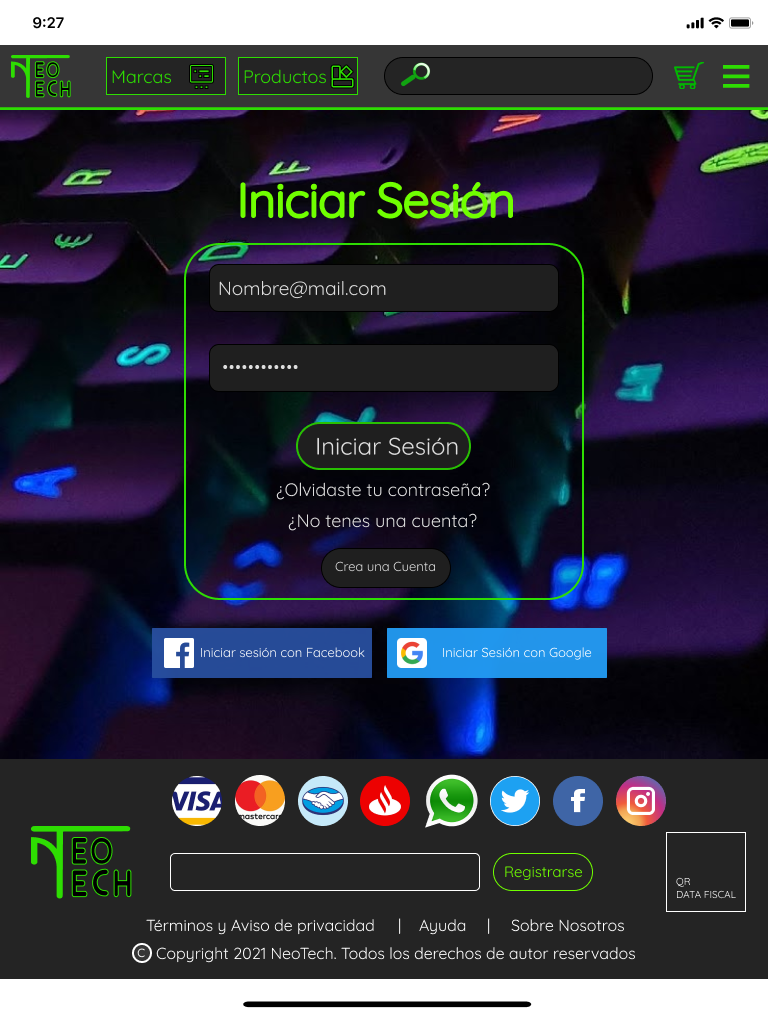 9:27
NEO
TECH
Marcas
Productos
Iniciar Sesión
Nombre@mail.com
••••••••••••
Iniciar Sesión
¿Olvidaste tu contraseña?
¿No tenes una cuenta?
Crea una Cuenta
Iniciar sesión con Facebook
Iniciar Sesión con Google
VISA
mastercard
NEO
TECH
Registrarse
QR
DATA FISCAL
Términos y Aviso de privacidad | Ayuda | Sobre Nosotros
© Copyright 2021 NeoTech. Todos los derechos de autor reservados